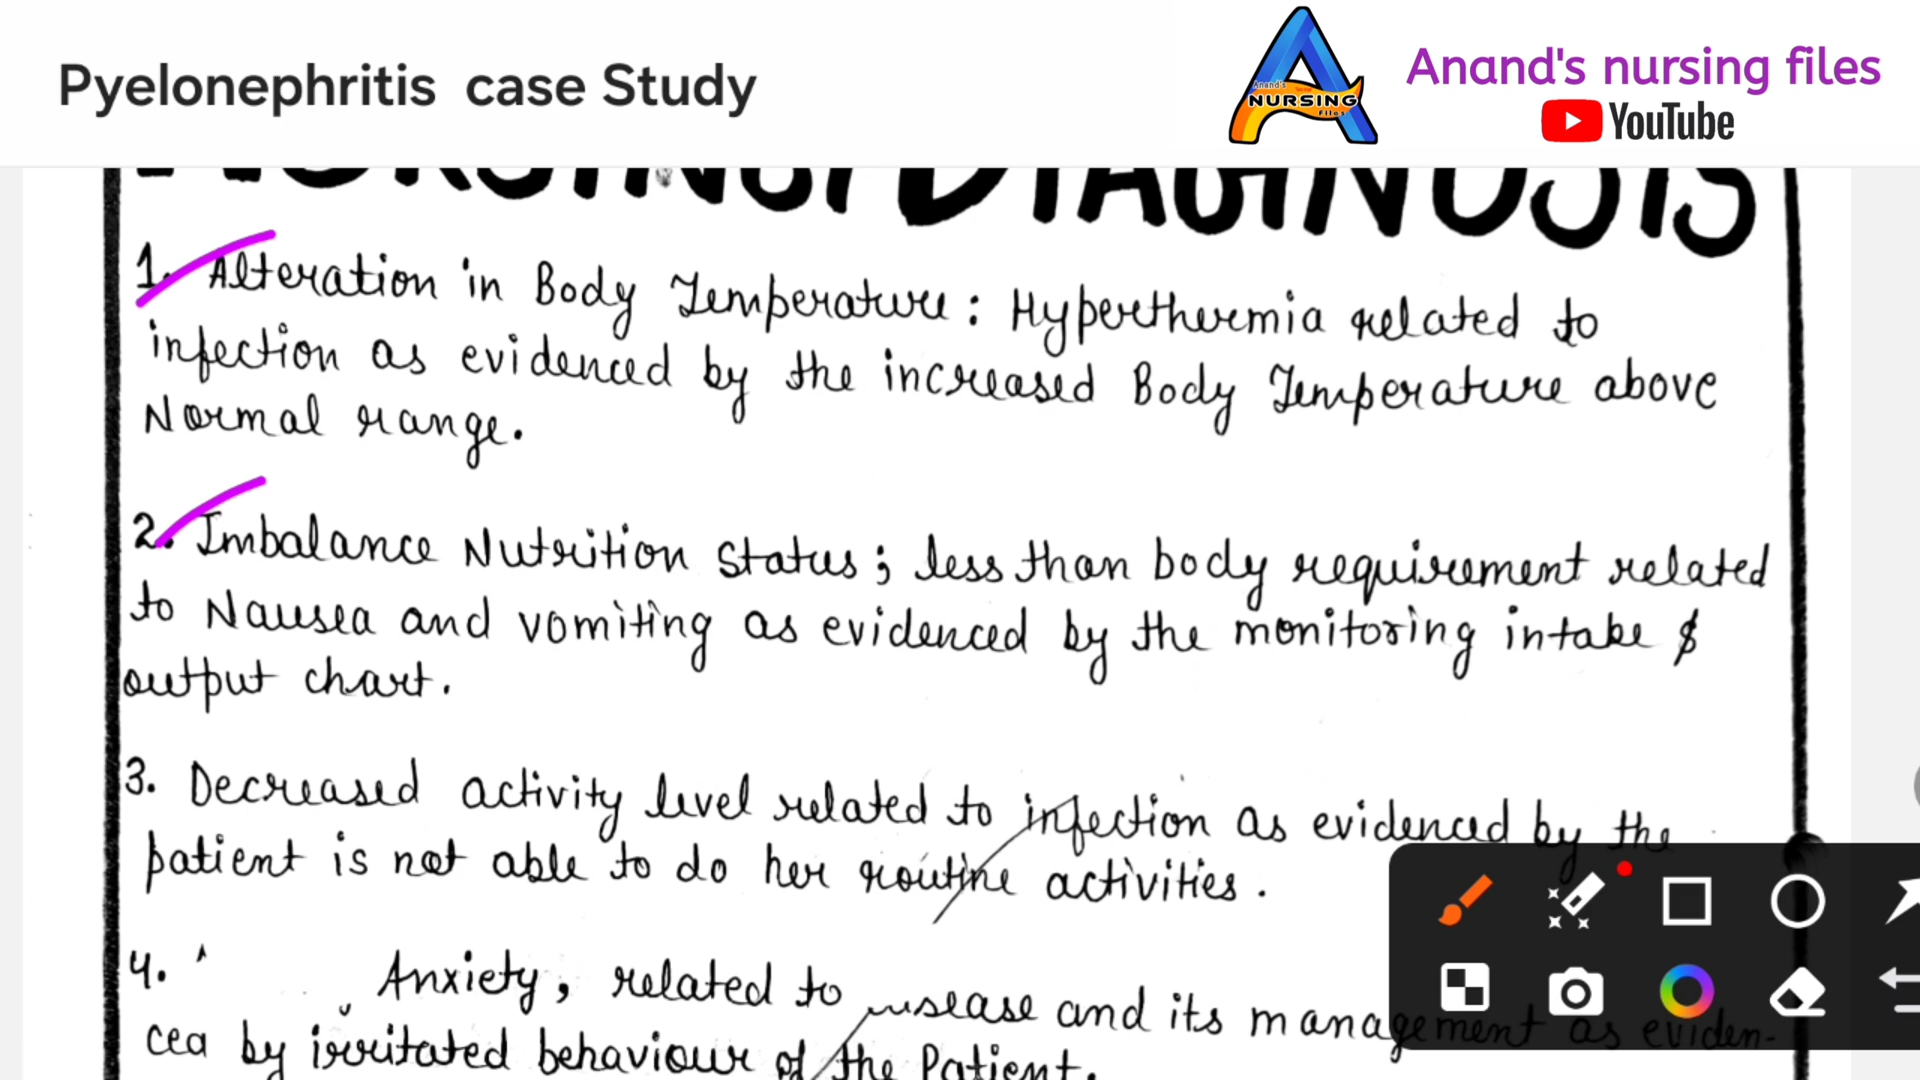 Pyelonephritis case Study
Anand's
NURSING
Files
Anand's nursing files
YouTube
NURSING DIAGNOSIS
1. Alteration in Body Temperature: Hyperthermia related to
infection as evidenced by the increased Body Temperature above
Normal range.
2. Imbalance Nutrition Status; less than body requirement related
to Nausea and vomiting as evidenced by the monitoring intake &
output chart.
3. Decreased activity level related to infection as evidenced by the
patient is not able to do her routine activities.
4. Anxiety, related to disease and its management as eviden-
ced by irritated behaviour of the Patient.